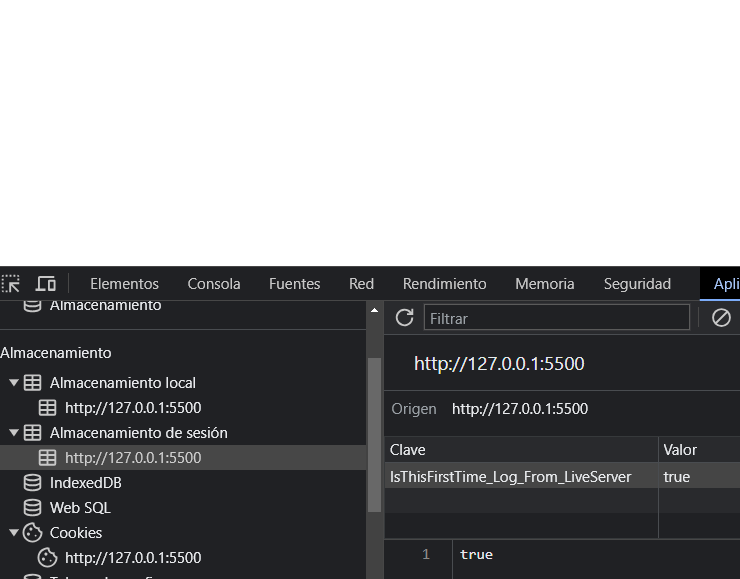 Elementos Consola Fuentes Red Rendimiento Memoria Seguridad Apli
Almacenamiento
Almacenamiento
Almacenamiento local
http://127.0.0.1:5500
Almacenamiento de sesión
http://127.0.0.1:5500
IndexedDB
Web SQL
Cookies
http://127.0.0.1:5500
Filtrar
http://127.0.0.1:5500
Origen http://127.0.0.1:5500
Clave Valor
IsThisFirstTime_Log_From_LiveServer true
1 true